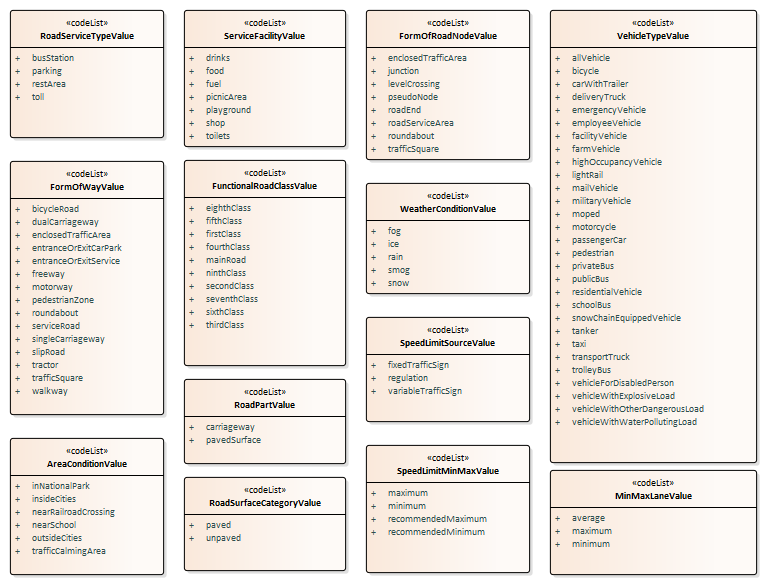 «codeList»
RoadServiceTypeValue
+ busStation
+ parking
+ restArea
+ toll
«codeList»
FormOfWayValue
+ bicycleRoad
+ dualCarriageway
+ enclosedTrafficArea
+ entranceOrExitCarPark
+ entranceOrExitService
+ freeway
+ motorway
+ pedestrianZone
+ roundabout
+ serviceRoad
+ singleCarriageway
+ slipRoad
+ tractor
+ trafficSquare
+ walkway
«codeList»
AreaConditionValue
+ inNationalPark
+ insideCities
+ nearRailroadCrossing
+ nearSchool
+ outsideCities
+ trafficCalmingArea
«codeList»
ServiceFacilityValue
+ drinks
+ food
+ fuel
+ picnicArea
+ playground
+ shop
+ toilets
«codeList»
FunctionalRoadClassValue
+ eighthClass
+ fifthClass
+ firstClass
+ fourthClass
+ mainRoad
+ ninthClass
+ secondClass
+ seventhClass
+ sixthClass
+ thirdClass
«codeList»
RoadPartValue
+ carriageway
+ pavedSurface
«codeList»
RoadSurfaceCategoryValue
+ paved
+ unpaved
«codeList»
FormOfRoadNodeValue
+ enclosedTrafficArea
+ junction
+ levelCrossing
+ pseudoNode
+ roadEnd
+ roadServiceArea
+ roundabout
+ trafficSquare
«codeList»
WeatherConditionValue
+ fog
+ ice
+ rain
+ smog
+ snow
«codeList»
SpeedLimitSourceValue
+ fixedTrafficSign
+ regulation
+ variableTrafficSign
«codeList»
SpeedLimitMinMaxValue
+ maximum
+ minimum
+ recommendedMaximum
+ recommendedMinimum
«codeList»
VehicleTypeValue
+ allVehicle
+ bicycle
+ carWithTrailer
+ deliveryTruck
+ emergencyVehicle
+ employeeVehicle
+ facilityVehicle
+ farmVehicle
+ highOccupancyVehicle
+ lightRail
+ mailVehicle
+ militaryVehicle
+ moped
+ motorcycle
+ passengerCar
+ pedestrian
+ privateBus
+ publicBus
+ residentialVehicle
+ schoolBus
+ snowChainEquippedVehicle
+ tanker
+ taxi
+ transportTruck
+ trolleyBus
+ vehicleForDisabledPerson
+ vehicleWithExplosiveLoad
+ vehicleWithOtherDangerousLoad
+ vehicleWithWaterPollutingLoad
«codeList»
MinMaxLaneValue
+ average
+ maximum
+ minimum